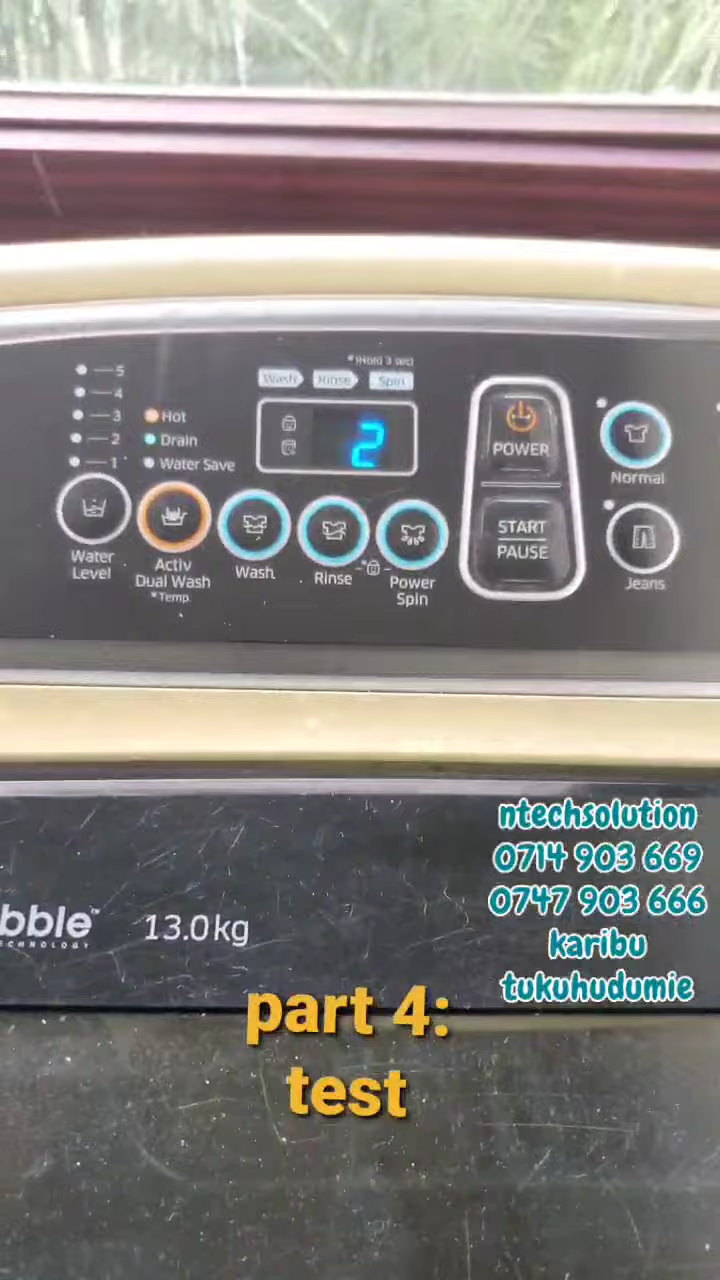 *(Hold 3 sec)
Wash Rinse Spin
5
4
3
2
1
Hot
Drain
Water Save
2
POWER
START
PAUSE
Normal
Jeans
Water
Level
Activ
Dual Wash
*Temp.
Wash
Rinse
Power
Spin
bble™
13.0kg
ntechsolution
0714 903 669
0747 903 666
karibu
tukuhudumie
part 4:
test